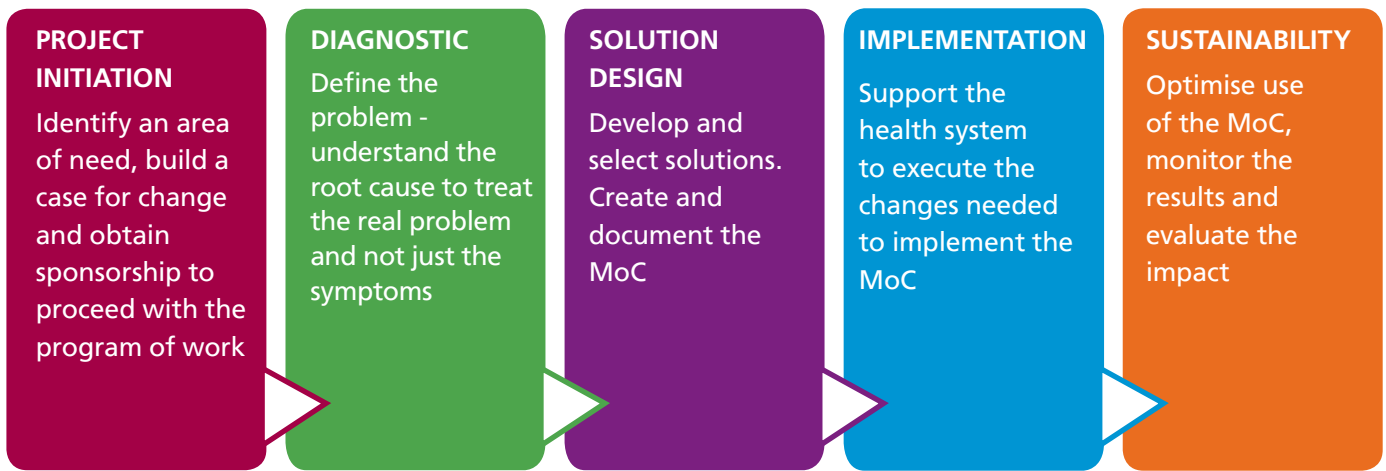 PROJECT
INITIATION
Identify an area
of need, build a
case for change
and obtain
sponsorship to
proceed with the
program of work
DIAGNOSTIC
Define the
problem -
understand the
root cause to treat
the real problem
and not just the
symptoms
SOLUTION
DESIGN
Develop and
select solutions.
Create and
document the
MoC
IMPLEMENTATION
Support the
health system
to execute the
changes needed
to implement the
MoC
SUSTAINABILITY
Optimise use
of the MoC,
monitor the
results and
evaluate the
impact